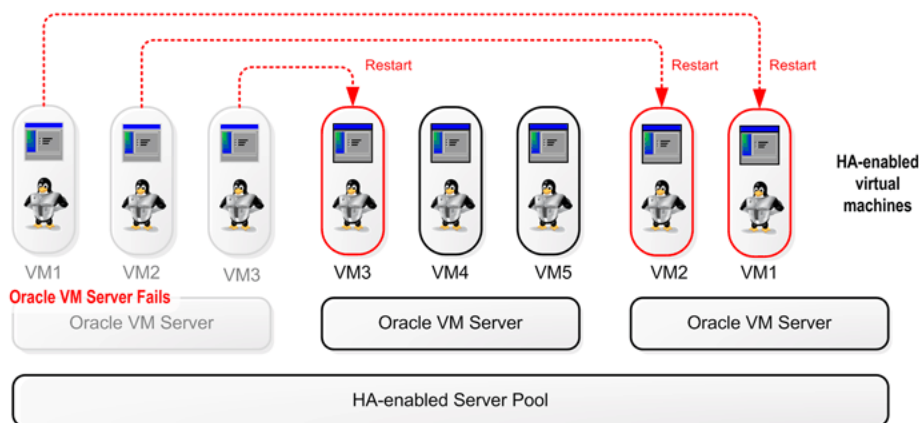 Restart
Restart
Restart
HA-enabled
virtual
machines
VM1
VM2
VM3
VM3
VM4
VM5
VM2
VM1
Oracle VM Server Fails
Oracle VM Server
Oracle VM Server
Oracle VM Server
HA-enabled Server Pool